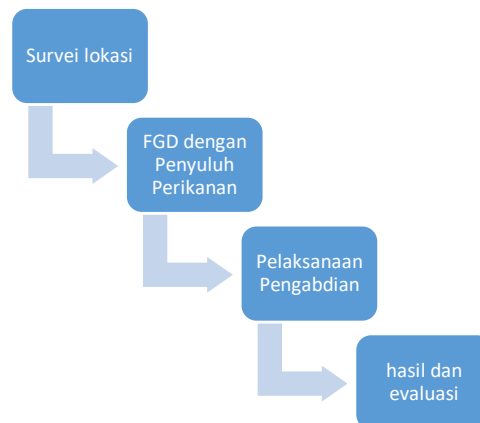 Survei lokasi
FGD dengan
Penyuluh
Perikanan
Pelaksanaan
Pengabdian
hasil dan
evaluasi